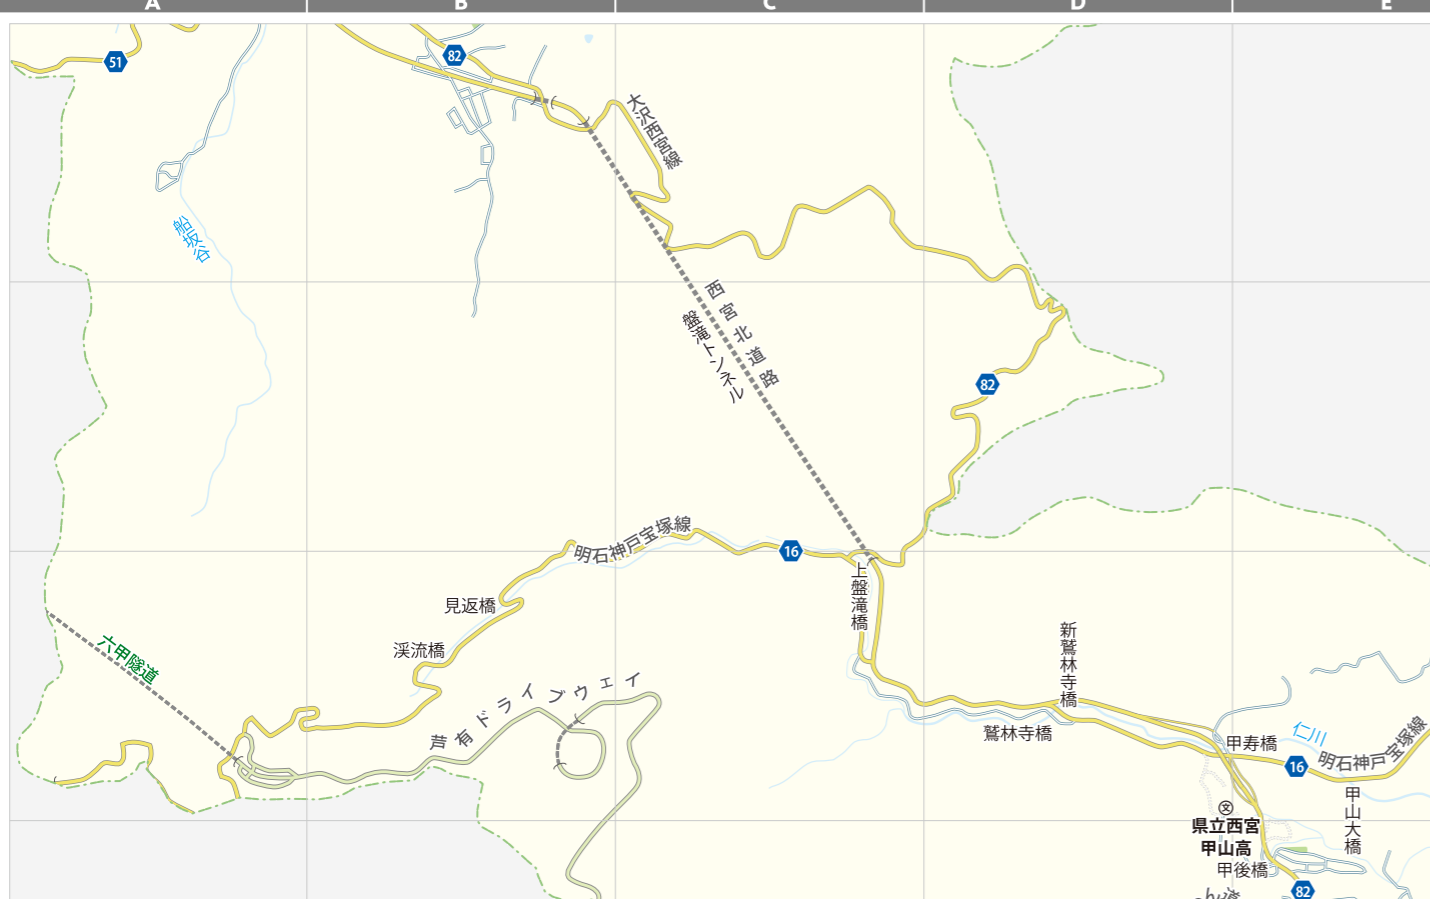 A
B
C
D
E
51
82
大沢西宮線
船坂谷
西宮北道路
盤滝トンネル
82
明石神戸宝塚線
16
上盤滝橋
見返橋
渓流橋
六甲隧道
新鷲林寺橋
芦有ドライブウェイ
鷲林寺橋
甲寿橋
仁川
16
明石神戸宝塚線
甲山大橋
文
県立西宮
甲山高
甲後橋
82